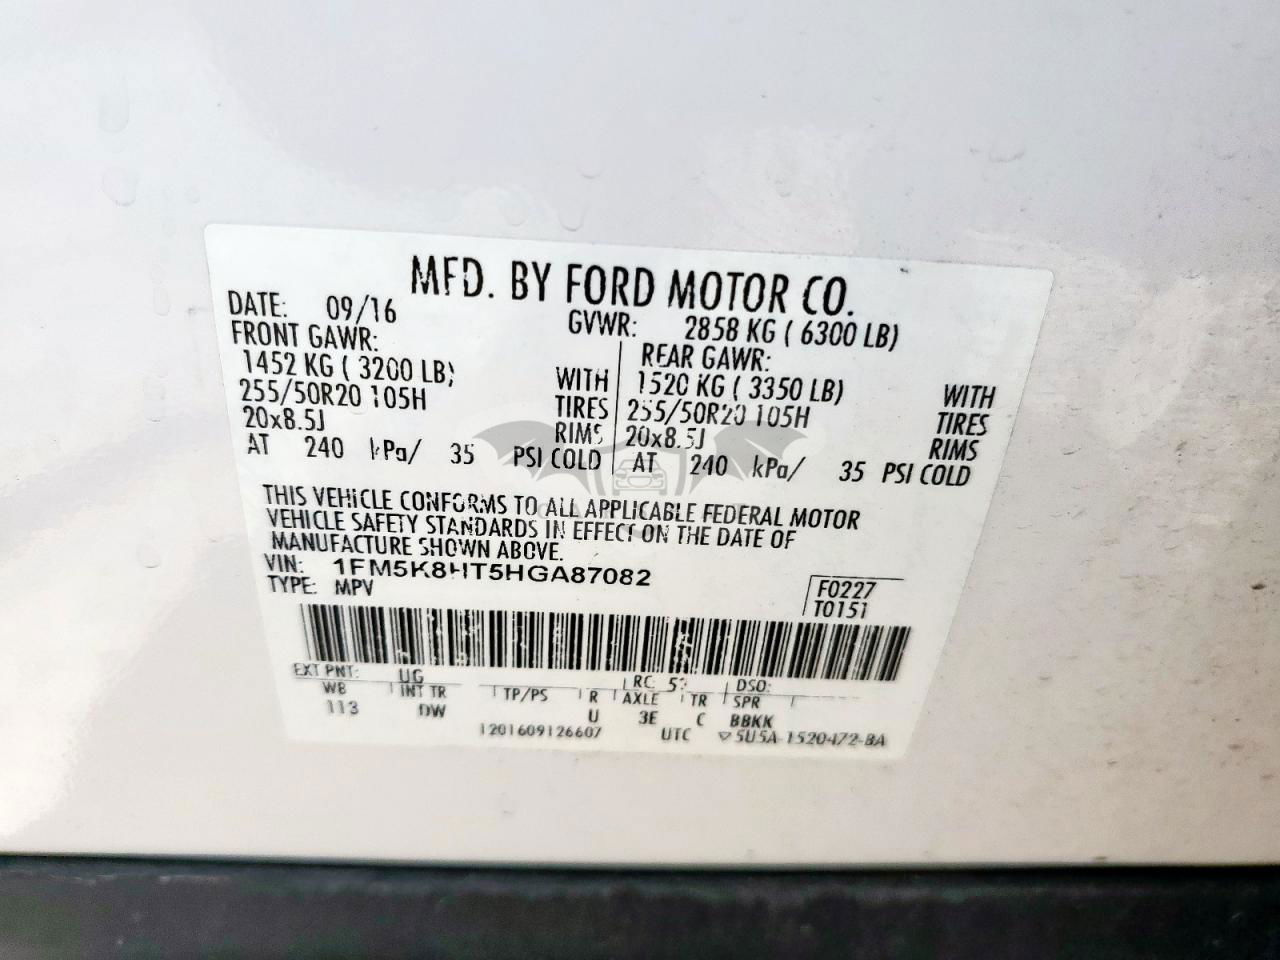 MFD. BY FORD MOTOR CO.
DATE: 09/16 GVWR: 2858 KG ( 6300 LB)
FRONT GAWR: REAR GAWR:
1452 KG ( 3200 LB) WITH 1520 KG ( 3350 LB) WITH
255/50R20 105H TIRES 255/50R20 105H TIRES
20x8.5J RIMS 20x8.5J RIMS
AT 240 kPa/ 35 PSI COLD AT 240 kPa/ 35 PSI COLD
THIS VEHICLE CONFORMS TO ALL APPLICABLE FEDERAL MOTOR
VEHICLE SAFETY STANDARDS IN EFFECT ON THE DATE OF
MANUFACTURE SHOWN ABOVE.
VIN: 1FM5K8HT5HGA87082
TYPE: MPV
F0227
T0151
EXT PNT: UG RC: 5 DSO:
WB INT TR TP/PS R AXLE TR SPR
113 DW U 3E C BBKK
1201609126607 UTC ▽5U5A-1520472-BA